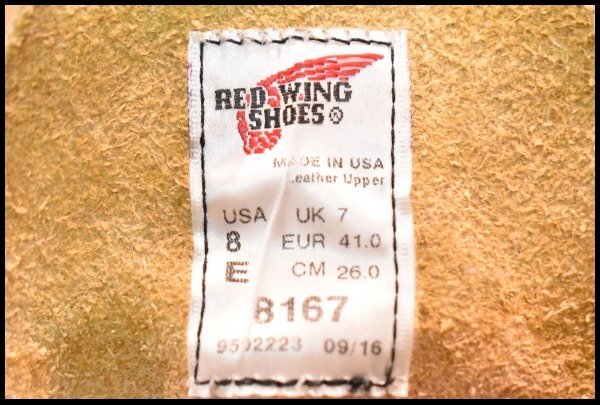 RED WING
SHOES ®
MADE IN USA
Leather Upper
USA UK 7
8 EUR 41.0
E CM 26.0
8167
9502223 09/16